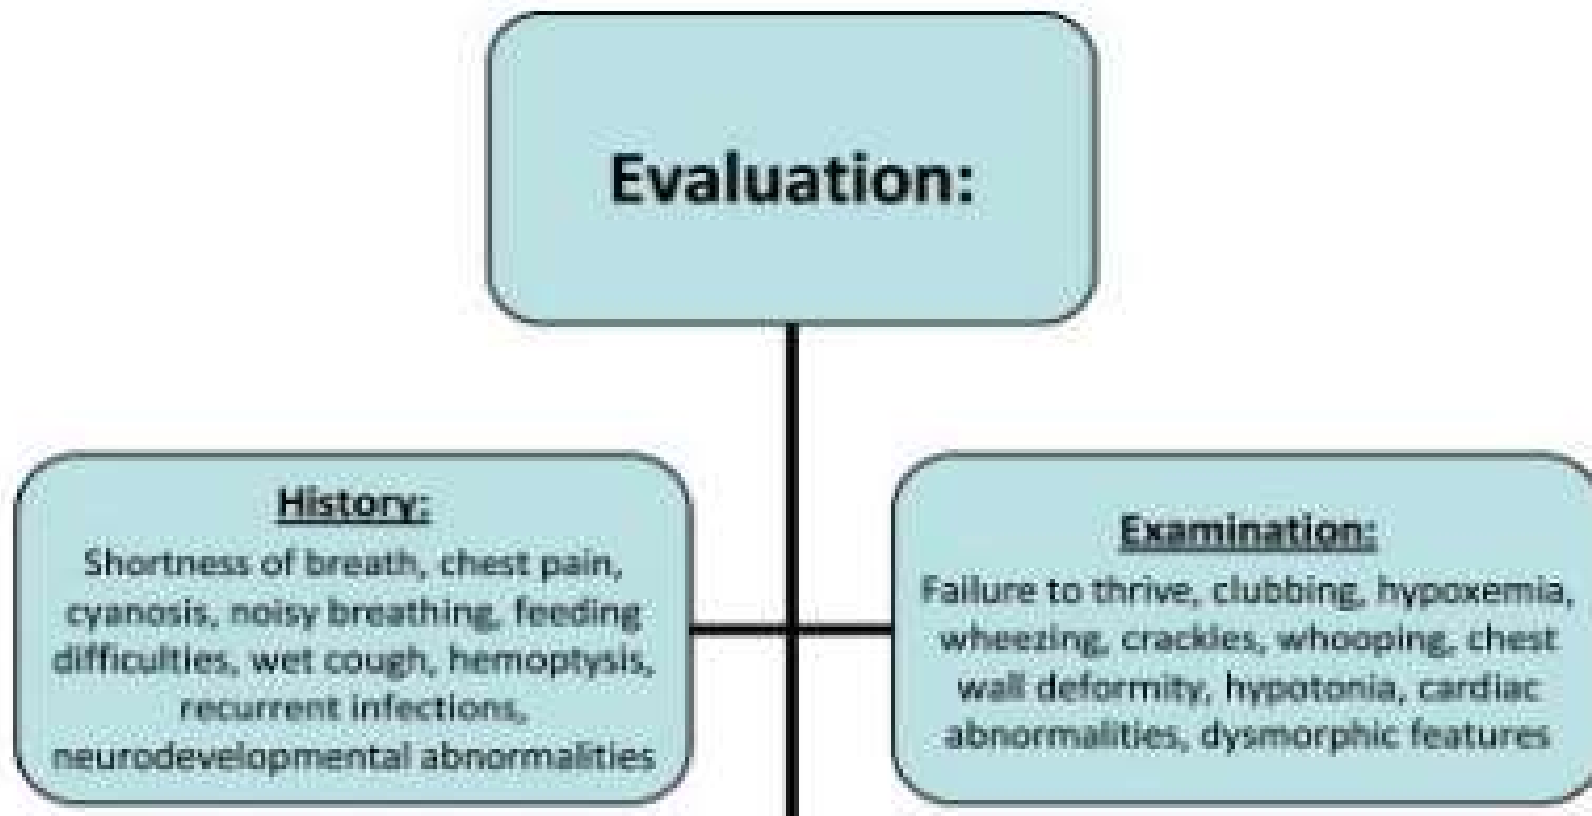 Evaluation:
History:
Shortness of breath, chest pain,
cyanosis, noisy breathing, feeding
difficulties, wet cough, hemoptysis,
recurrent infections,
neurodevelopmental abnormalities
Examination:
Failure to thrive, clubbing, hypoxemia,
wheezing, crackles, whooping, chest
wall deformity, hypotonia, cardiac
abnormalities, dysmorphic features